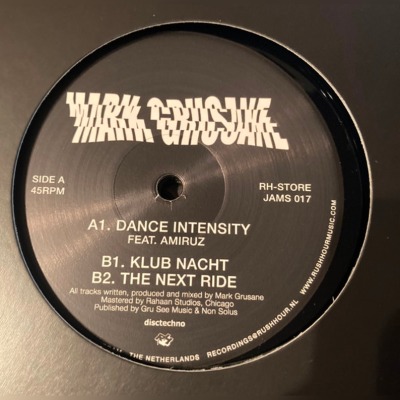 MARK GRUSANE
SIDE A
45RPM
RH-STORE
JAMS 017
A1. DANCE INTENSITY
FEAT. AMIRUZ
B1. KLUB NACHT
B2. THE NEXT RIDE
All tracks written, produced and mixed by Mark Grusane
Mastered by Rahaan Studios, Chicago
Published by Gru See Music & Non Solus
disctechno
THE NETHERLANDS RECORDINGS@RUSHHOUR.NL WWW.RUSHHOURMUSIC.COM